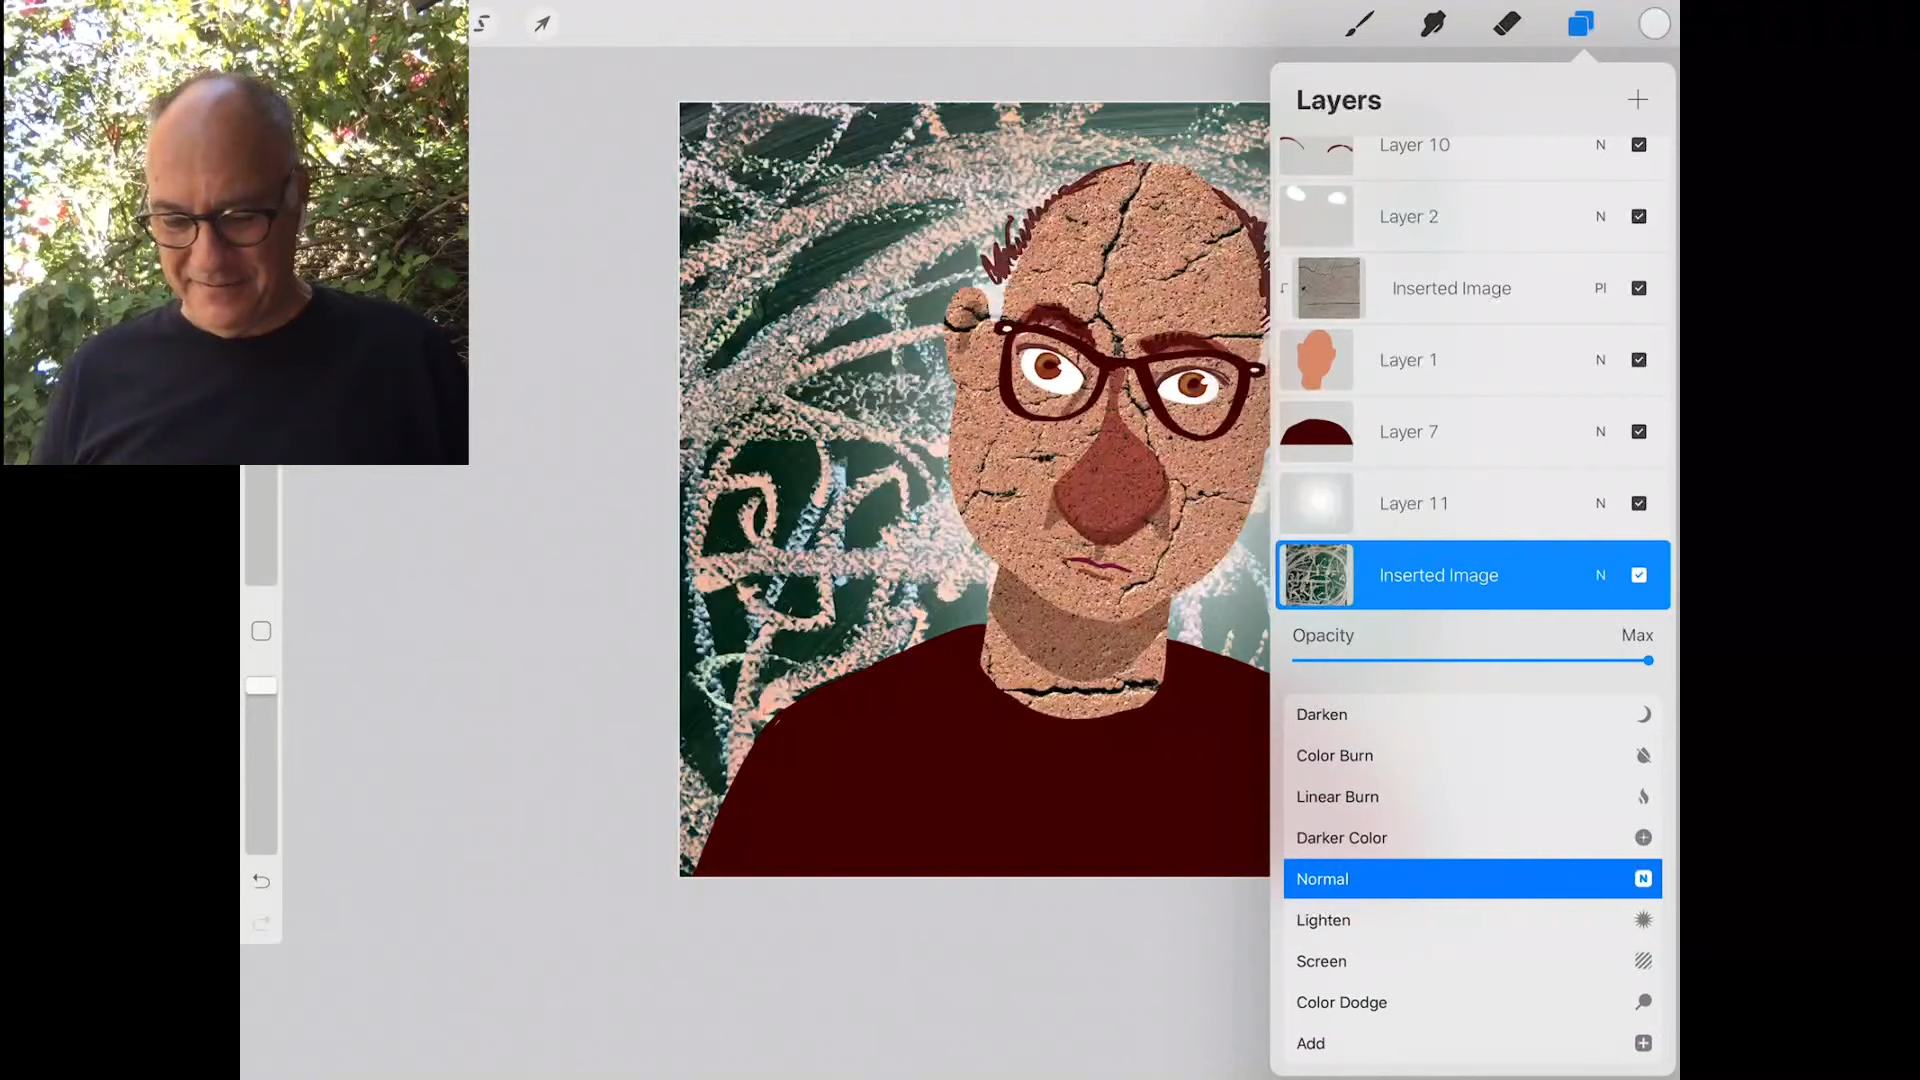 Layers
Layer 10 N
Layer 2 N
Inserted Image Pl
Layer 1 N
Layer 7 N
Layer 11 N
Inserted Image N
Opacity Max
Darken
Color Burn
Linear Burn
Darker Color
Normal N
Lighten
Screen
Color Dodge
Add